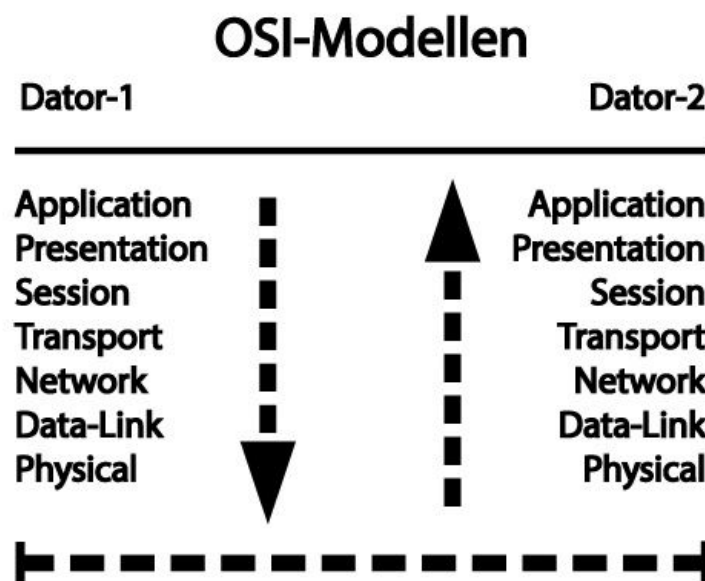 OSI-Modellen
Dator-1 Dator-2
Application Application
Presentation Presentation
Session Session
Transport Transport
Network Network
Data-Link Data-Link
Physical Physical